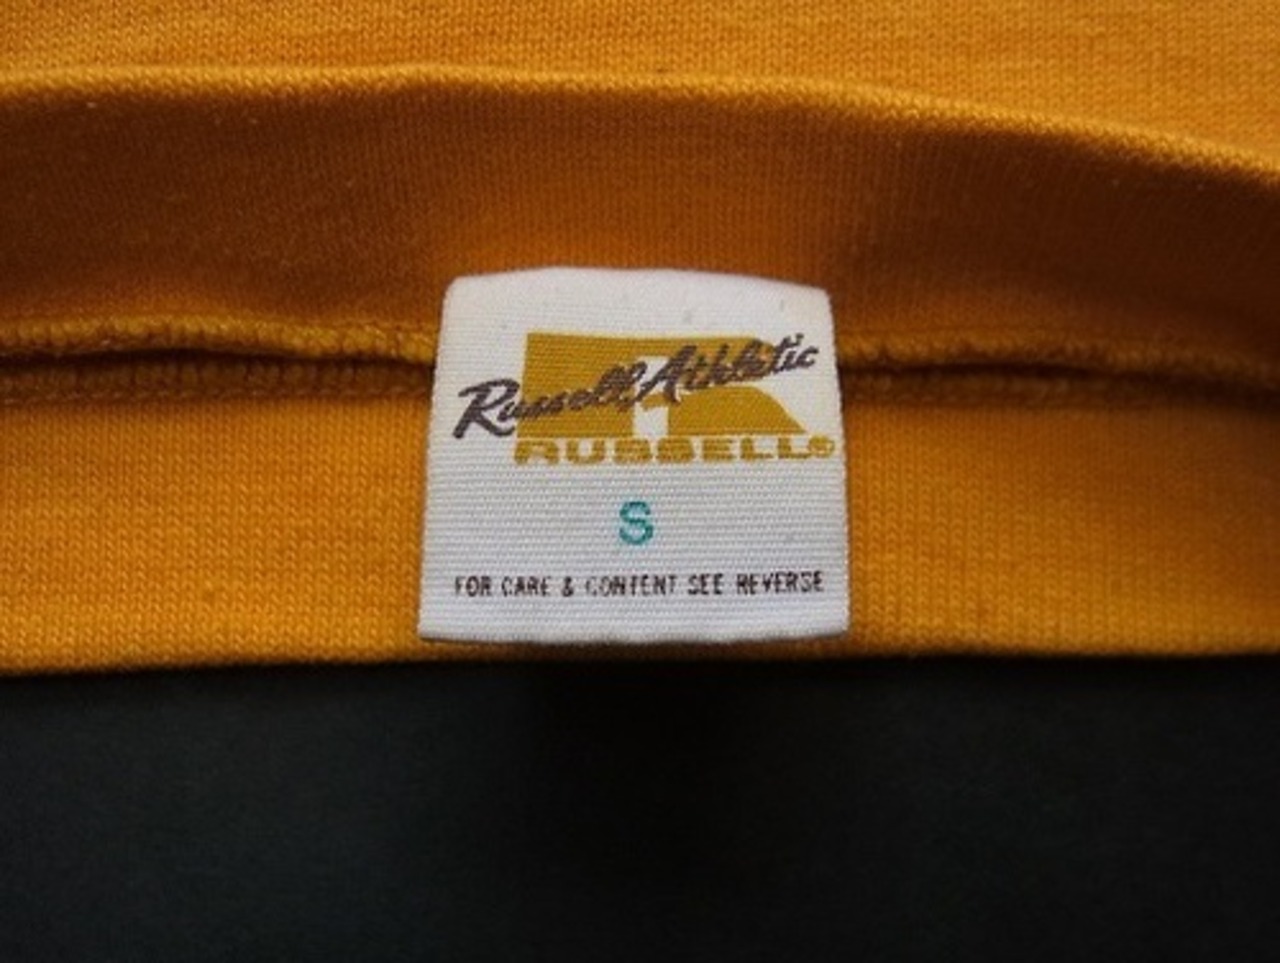 Russell Athletic
RUSSELL®
S
FOR CARE & CONTENT SEE REVERSE